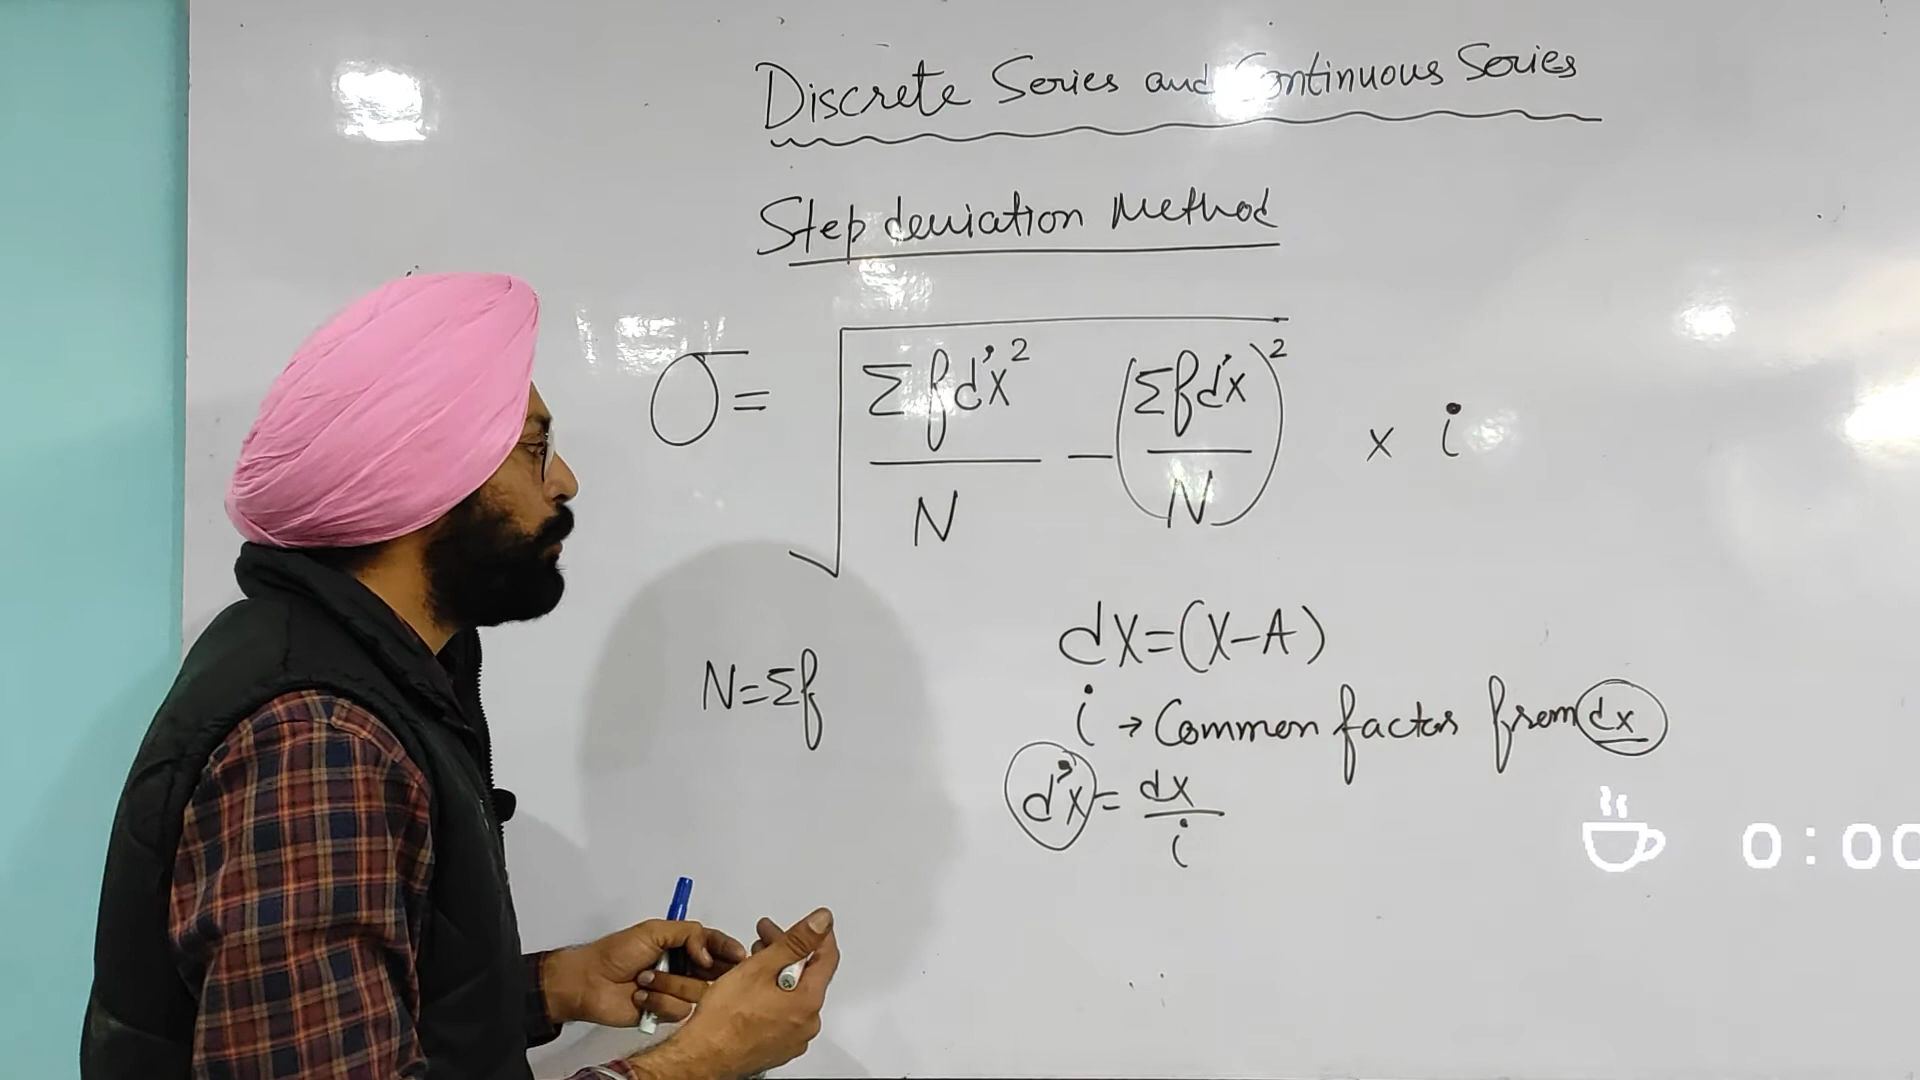 Discrete Series and Continuous Series
Step deviation Method
σ = √(Σfd'x²/N − (Σfd'x/N)²) × i
N=Σf
dX=(X–A)
i → Common factor from dx
d'x = dx/i
0:00